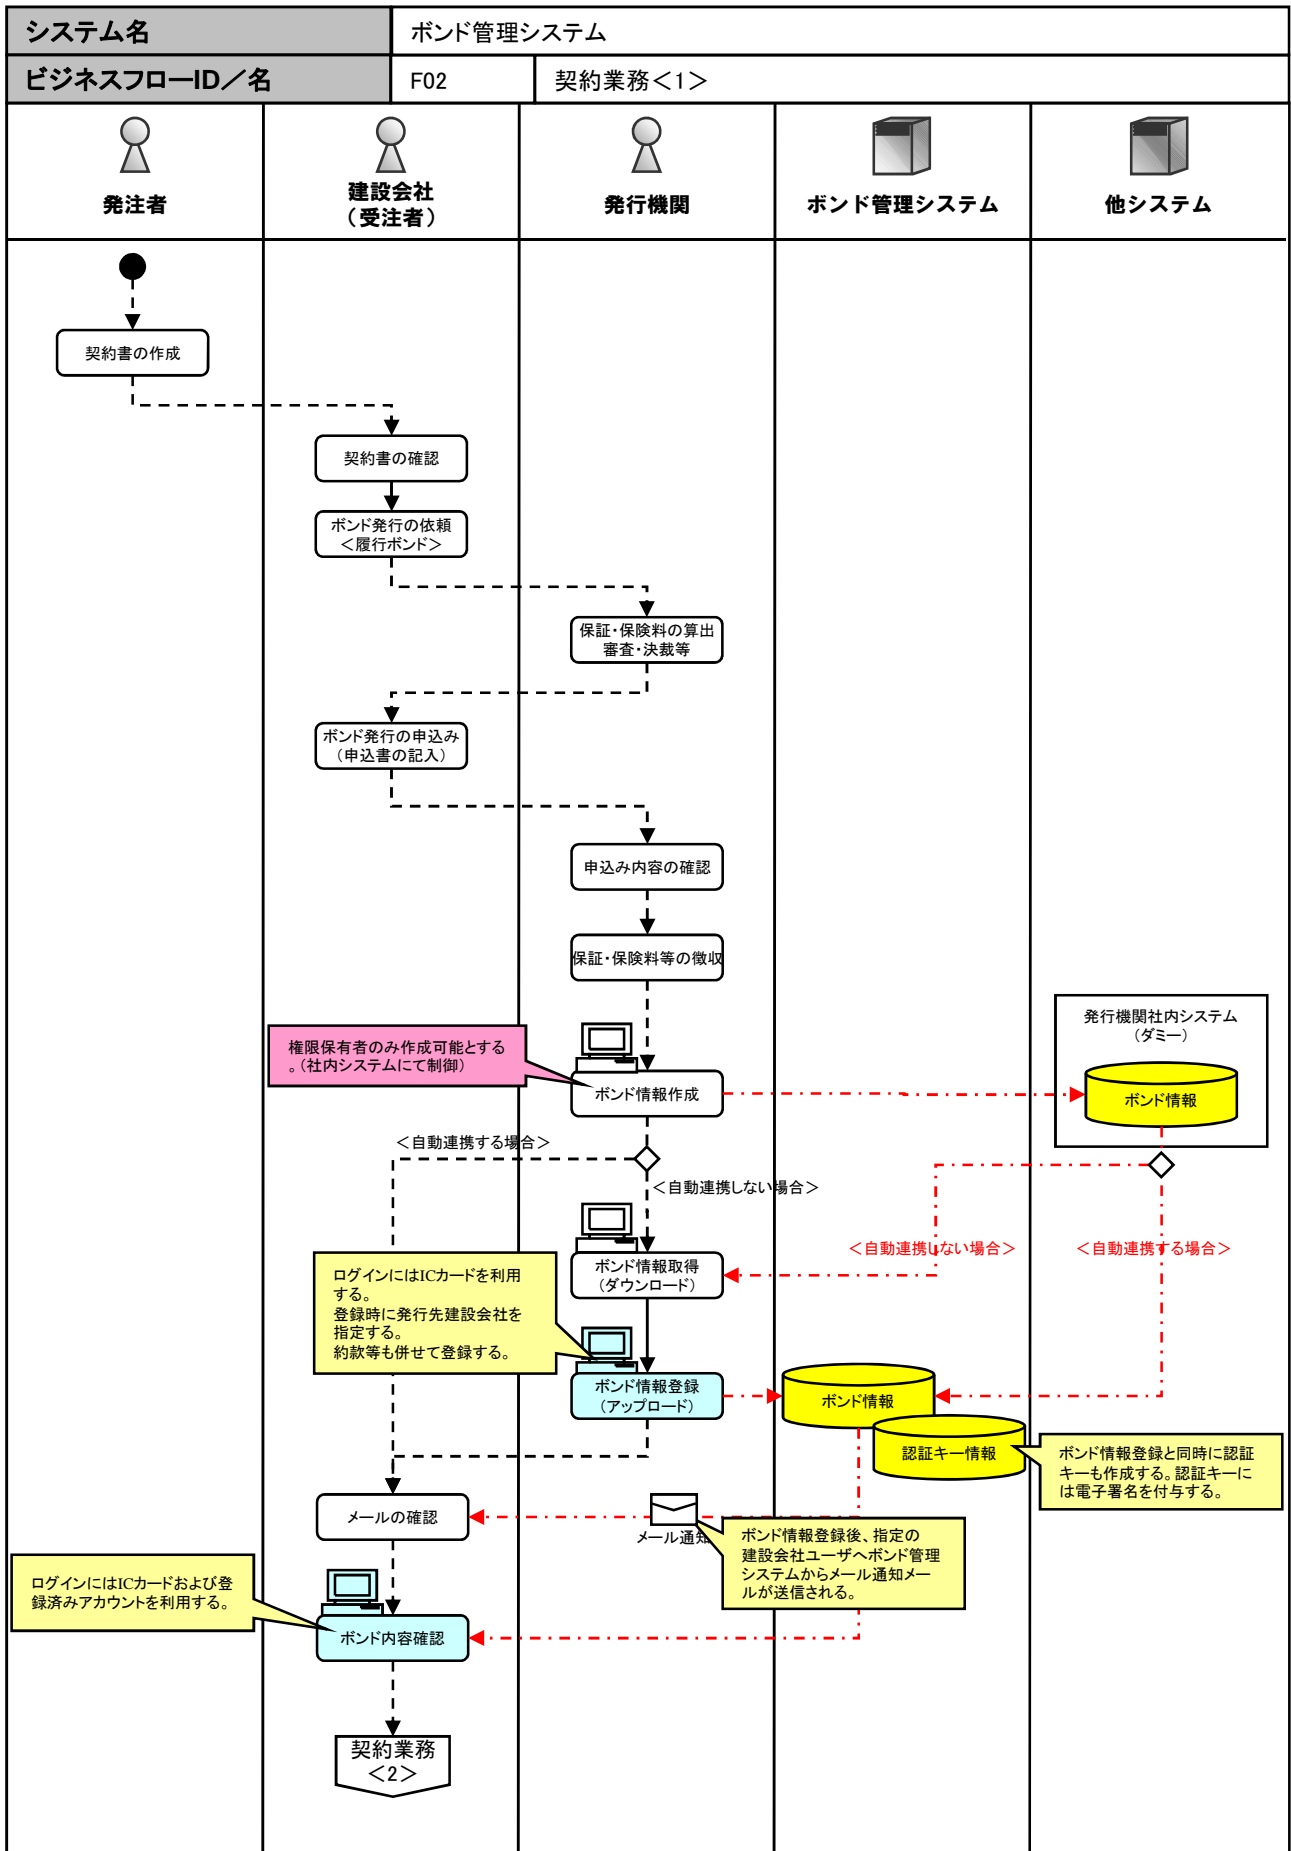 システム名
ボンド管理システム
ビジネスフローID／名
F02
契約業務＜1＞
発注者
建設会社
（受注者）
発行機関
ボンド管理システム
他システム
契約書の作成
契約書の確認
ボンド発行の依頼
＜履行ボンド＞
保証・保険料の算出
審査・決裁等
ボンド発行の申込み
（申込書の記入）
申込み内容の確認
保証・保険料等の徴収
発行機関社内システム
（ダミー）
ボンド情報
権限保有者のみ作成可能とする
。（社内システムにて制御）
ボンド情報作成
＜自動連携する場合＞
＜自動連携しない場合＞
＜自動連携しない場合＞
＜自動連携する場合＞
ボンド情報取得
（ダウンロード）
ログインにはICカードを利用
する。
登録時に発行先建設会社を
指定する。
約款等も併せて登録する。
ボンド情報登録
（アップロード）
ボンド情報
認証キー情報
ボンド情報登録と同時に認証
キーも作成する。認証キーに
は電子署名を付与する。
メールの確認
メール通知
ボンド情報登録後、指定の
建設会社ユーザへボンド管理
システムからメール通知メー
ルが送信される。
ログインにはICカードおよび登
録済みアカウントを利用する。
ボンド内容確認
契約業務
＜2＞